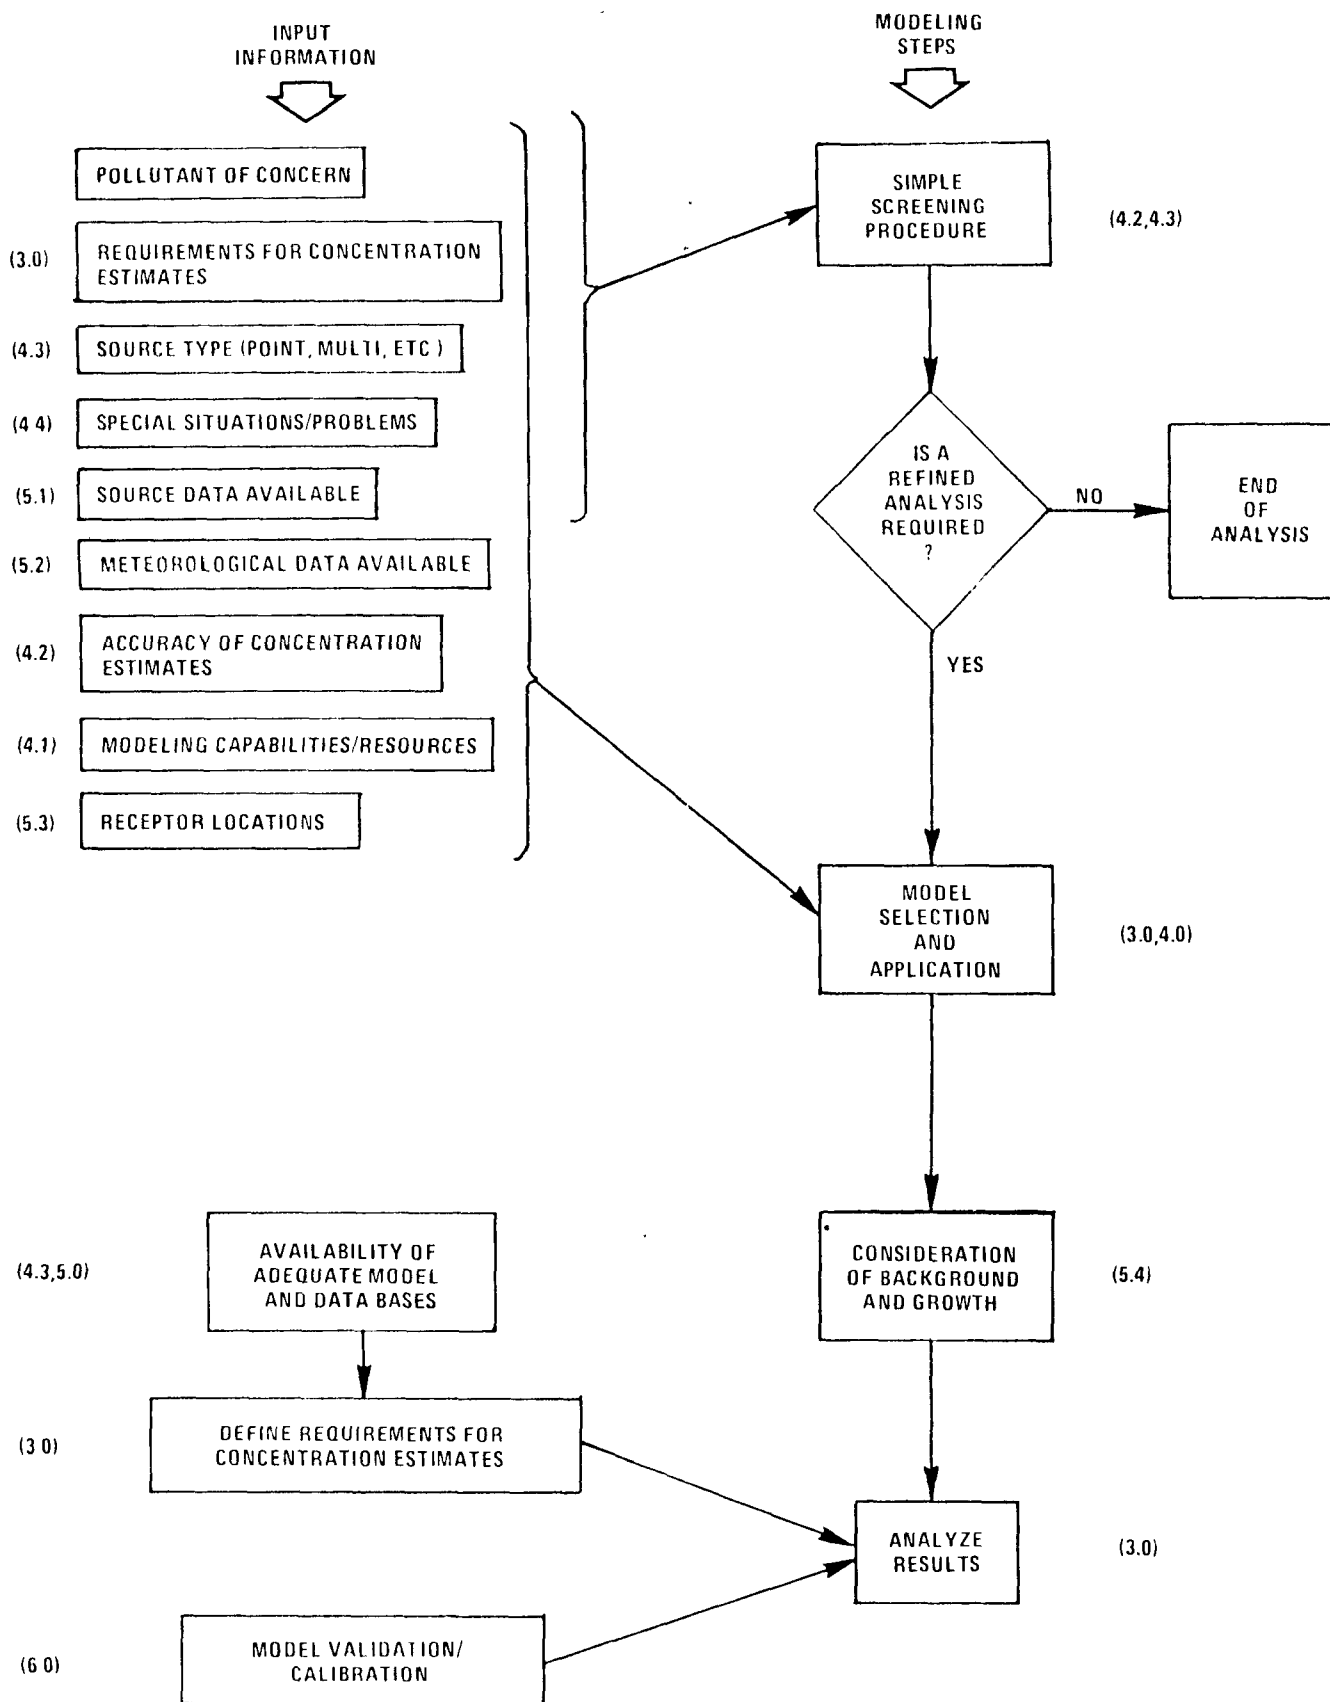 INPUT
INFORMATION
MODELING
STEPS
POLLUTANT OF CONCERN
(3.0)
REQUIREMENTS FOR CONCENTRATION
ESTIMATES
(4.3)
SOURCE TYPE (POINT, MULTI, ETC )
(4 4)
SPECIAL SITUATIONS/PROBLEMS
(5.1)
SOURCE DATA AVAILABLE
(5.2)
METEOROLOGICAL DATA AVAILABLE
(4.2)
ACCURACY OF CONCENTRATION
ESTIMATES
(4.1)
MODELING CAPABILITIES/RESOURCES
(5.3)
RECEPTOR LOCATIONS
SIMPLE
SCREENING
PROCEDURE
(4.2,4.3)
IS A
REFINED
ANALYSIS
REQUIRED
?
NO
END
OF
ANALYSIS
YES
MODEL
SELECTION
AND
APPLICATION
(3.0,4.0)
CONSIDERATION
OF BACKGROUND
AND GROWTH
(5.4)
(4.3,5.0)
AVAILABILITY OF
ADEQUATE MODEL
AND DATA BASES
(3 0)
DEFINE REQUIREMENTS FOR
CONCENTRATION ESTIMATES
ANALYZE
RESULTS
(3.0)
(6 0)
MODEL VALIDATION/
CALIBRATION